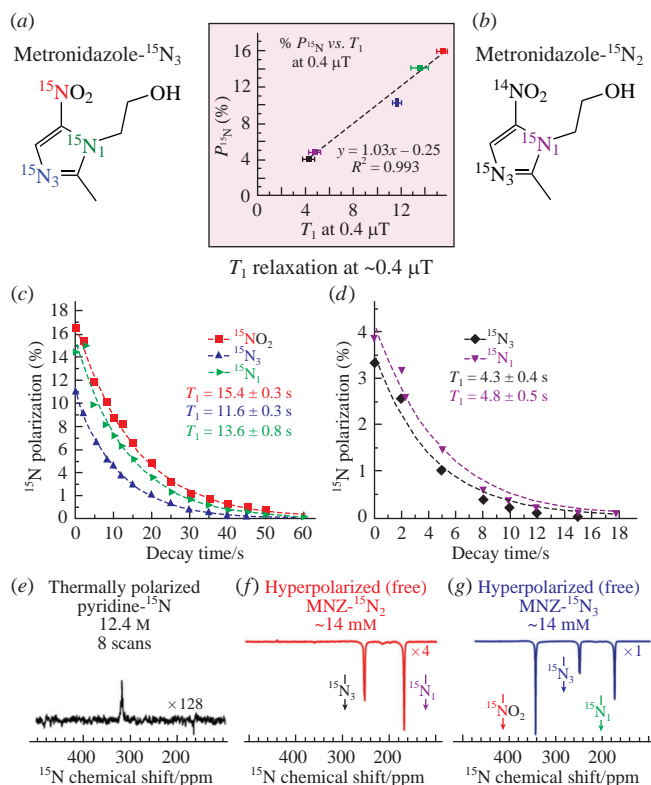 (a)
Metronidazole-¹⁵N₃
¹⁵NO₂
OH
¹⁵N₁
¹⁵N₃
% P¹⁵N vs. T₁
at 0.4 μT
P¹⁵N (%)
16
12
8
4
0
y = 1.03x – 0.25
R² = 0.993
0 4 8 12
T₁ at 0.4 μT
(b)
Metronidazole-¹⁵N₂
¹⁴NO₂
OH
¹⁵N₁
¹⁵N₃
T₁ relaxation at ~0.4 μT
(c)
¹⁵N polarization (%)
18
16
14
12
10
8
6
4
2
0
¹⁵NO₂
¹⁵N₃
¹⁵N₁
T₁ = 15.4 ± 0.3 s
T₁ = 11.6 ± 0.3 s
T₁ = 13.6 ± 0.8 s
0 10 20 30 40 50 60
Decay time/s
(d)
¹⁵N polarization (%)
4
3
2
1
0
¹⁵N₃
¹⁵N₁
T₁ = 4.3 ± 0.4 s
T₁ = 4.8 ± 0.5 s
0 2 4 6 8 10 12 14 16 18
Decay time/s
(e)
Thermally polarized
pyridine-¹⁵N
12.4 M
8 scans
×128
400 300 200
¹⁵N chemical shift/ppm
(f)
Hyperpolarized (free)
MNZ-¹⁵N₂
~14 mM
×4
¹⁵N₃
¹⁵N₁
400 300 200
¹⁵N chemical shift/ppm
(g)
Hyperpolarized (free)
MNZ-¹⁵N₃
~14 mM
×1
¹⁵N₃
¹⁵NO₂
¹⁵N₁
400 300 200
¹⁵N chemical shift/ppm